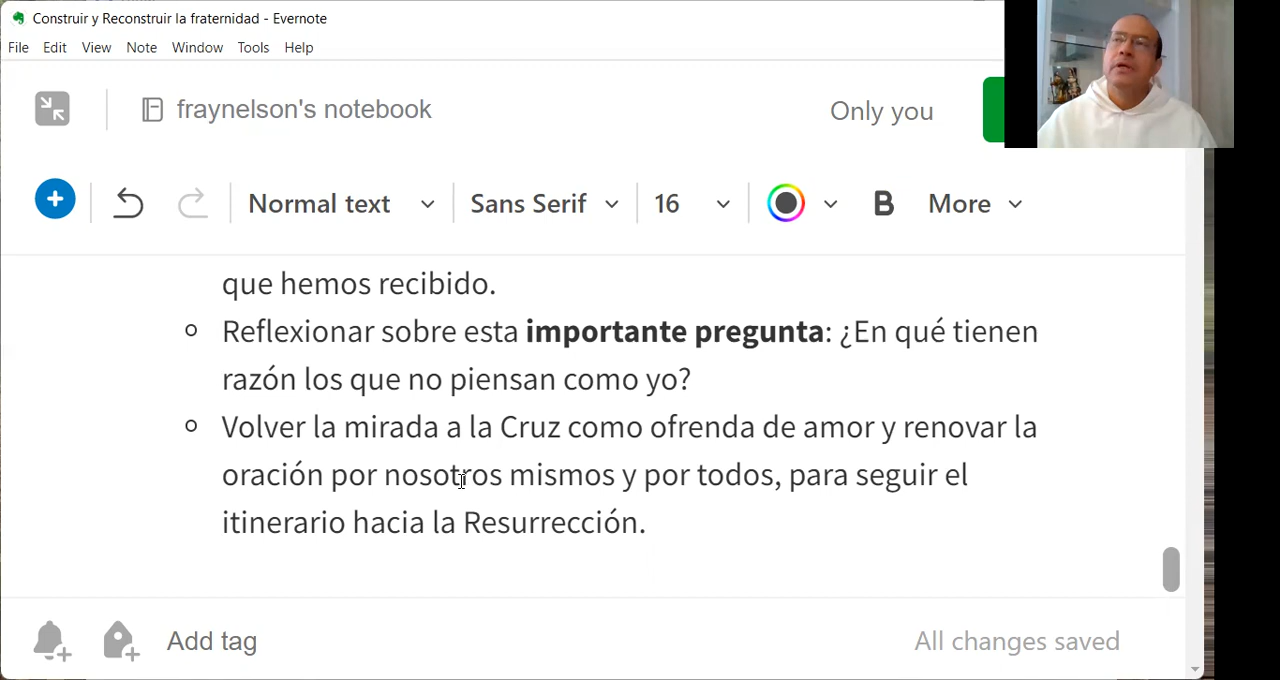 Construir y Reconstruir la fraternidad - Evernote
File Edit View Note Window Tools Help
fraynelson's notebook
Only you
Normal text
Sans Serif
16
B
More
que hemos recibido.
Reflexionar sobre esta importante pregunta: ¿En qué tienen
razón los que no piensan como yo?
Volver la mirada a la Cruz como ofrenda de amor y renovar la
oración por nosotros mismos y por todos, para seguir el
itinerario hacia la Resurrección.
Add tag
All changes saved